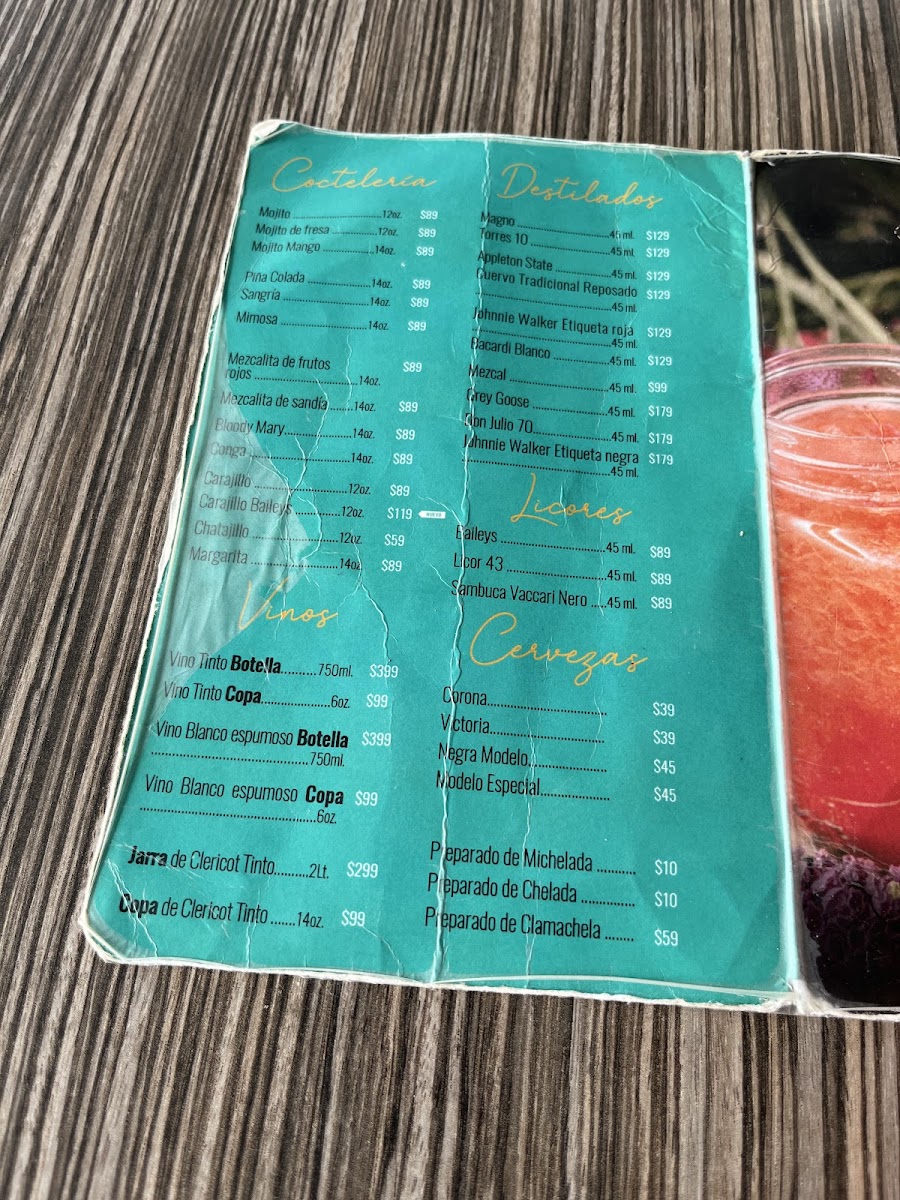 Coctelería
Mojito ........................12oz. $89
Mojito de fresa .............12oz. $89
Mojito Mango ..............14oz. $89
Piña Colada .................14oz. $89
Sangría .......................14oz. $89
Mimosa .......................14oz. $89
Mezcalita de frutos $89
rojos ...........................14oz.
Mezcalita de sandía .......14oz. $89
Bloody Mary..................14oz. $89
Conga ..........................14oz. $89
Carajillo .......................12oz. $89
Carajillo Baileys .............12oz. $119 NUEVO
Chatajillo ......................12oz. $59
Margarita ......................14oz. $89
Vinos
Vino Tinto Botella..........750ml. $399
Vino Tinto Copa...................6oz. $99
Vino Blanco espumoso Botella $399
.........................................750ml.
Vino Blanco espumoso Copa $99
..............................................6oz.
Jarra de Clericot Tinto..........2Lt. $299
Copa de Clericot Tinto .......14oz. $99
Destilados
Magno ...........................45 ml. $129
Torres 10 .......................45 ml. $129
Appleton State ................45 ml. $129
Cuervo Tradicional Reposado $129
.......................................45 ml.
Johnnie Walker Etiqueta roja $129
.......................................45 ml.
Bacardi Blanco ................45 ml. $129
Mezcal ...........................45 ml. $99
Grey Goose .....................45 ml. $179
Don Julio 70....................45 ml. $179
Johnnie Walker Etiqueta negra $179
.......................................45 ml.
Licores
Baileys ...........................45 ml. $89
Licor 43 ..........................45 ml. $89
Sambuca Vaccari Nero .....45 ml. $89
Cervezas
Corona.............................. $39
Victoria............................. $39
Negra Modelo..................... $45
Modelo Especial.................. $45
Preparado de Michelada ........... $10
Preparado de Chelada .............. $10
Preparado de Clamachela ........ $59